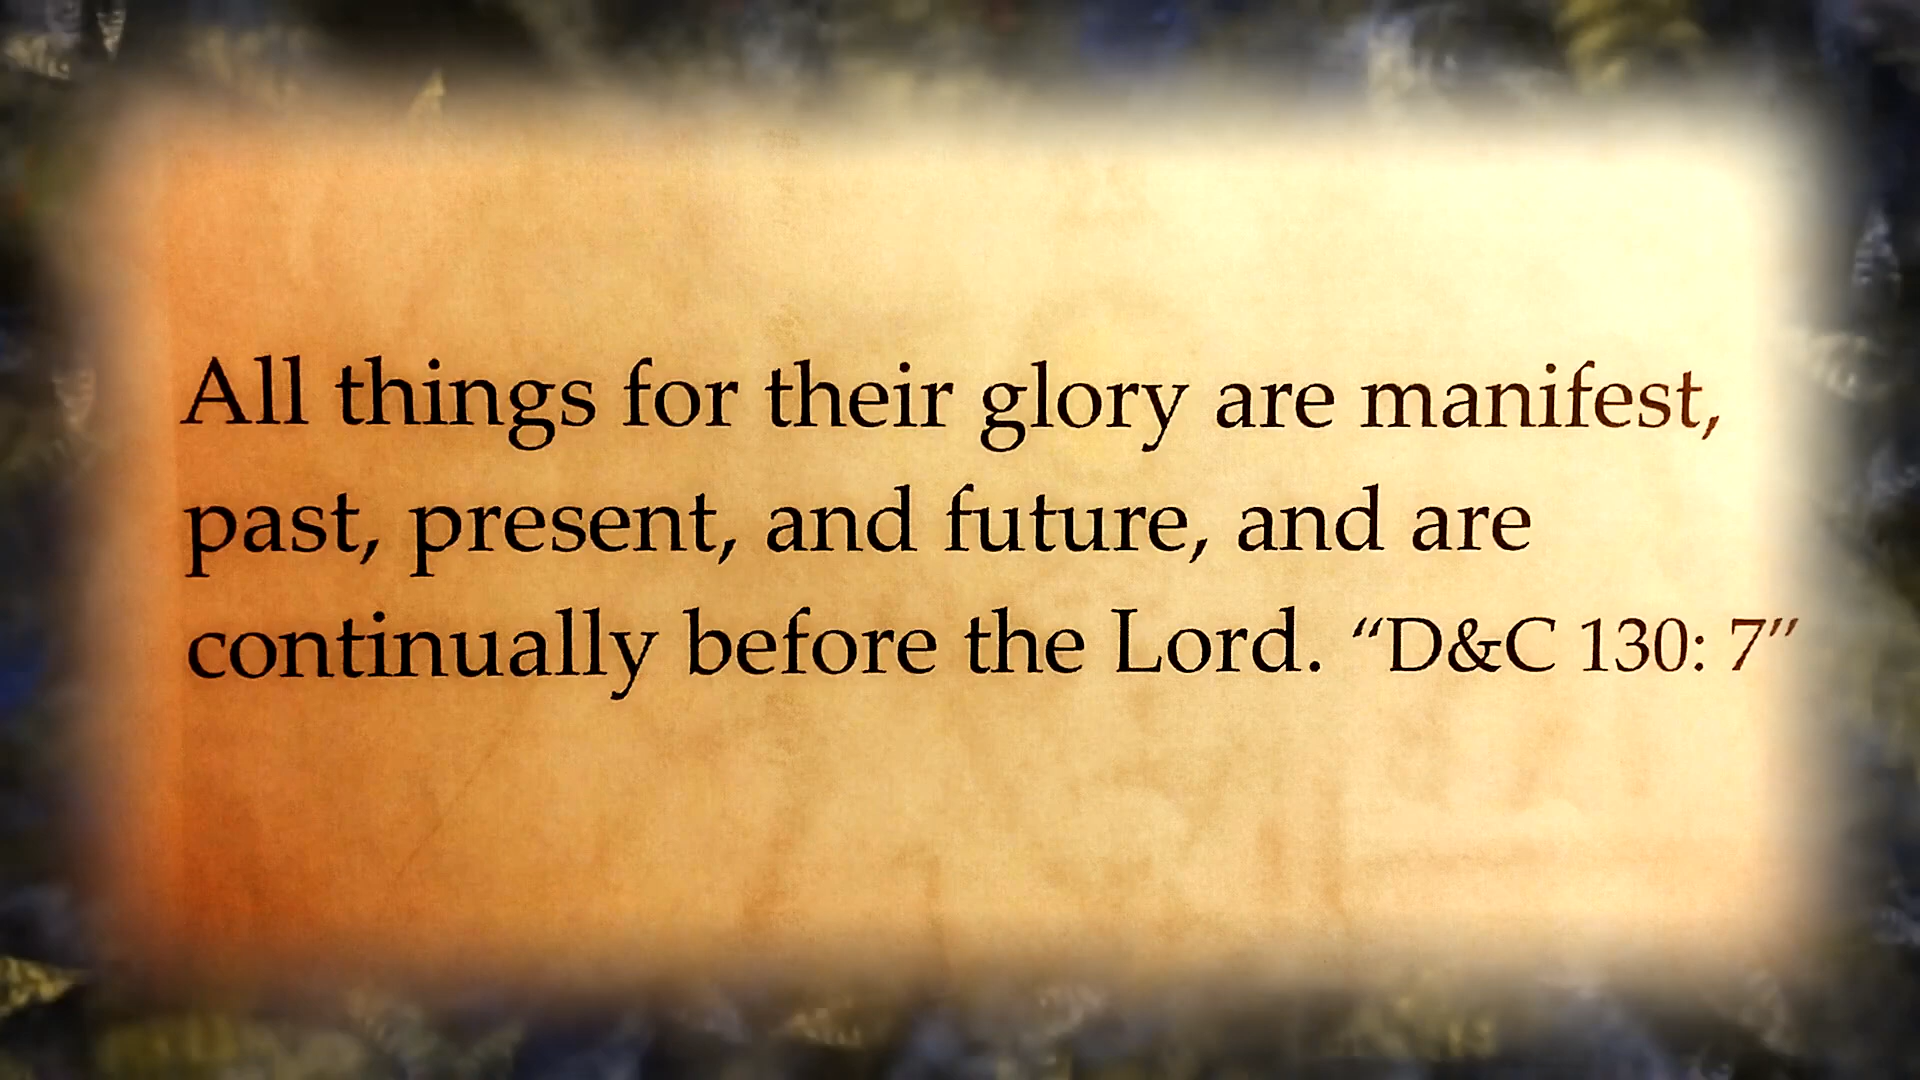 All things for their glory are manifest,
past, present, and future, and are
continually before the Lord. “D&C 130: 7”